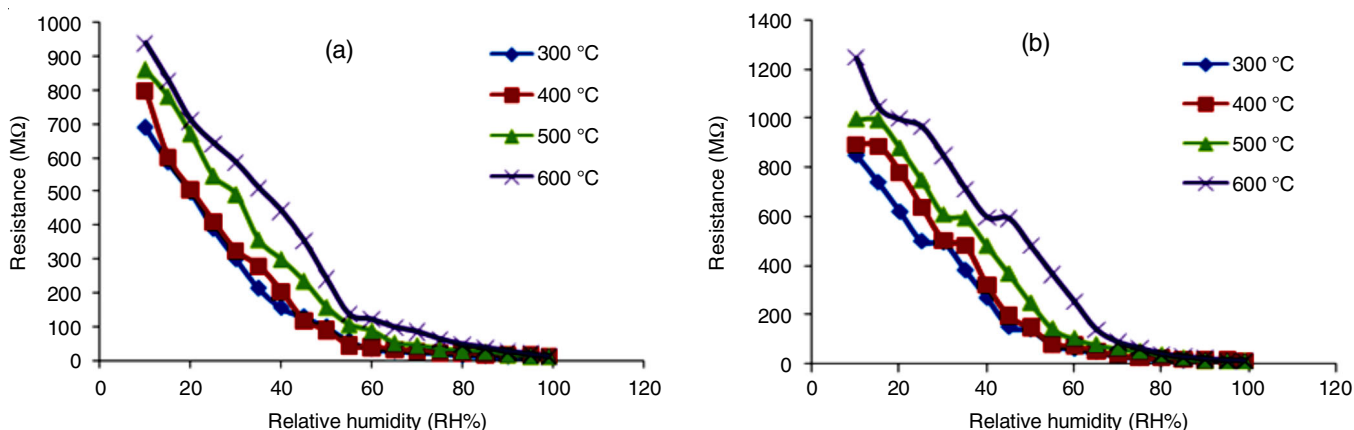 (a)
Resistance (MΩ)
1000
900
800
700
600
500
400
300
200
100
0
0 20 40 60 80 100 120
Relative humidity (RH%)
300 °C
400 °C
500 °C
600 °C
(b)
Resistance (MΩ)
1400
1200
1000
800
600
400
200
0
0 20 40 60 80 100 120
Relative humidity (RH%)
300 °C
400 °C
500 °C
600 °C